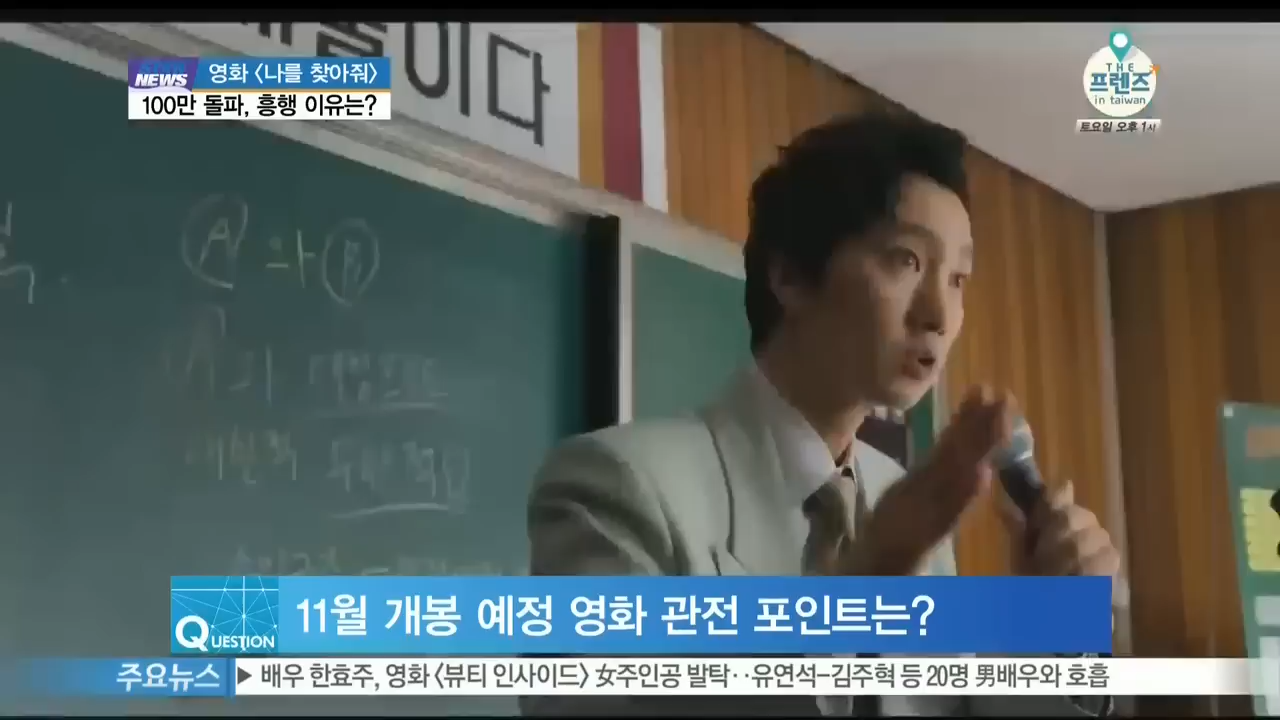 이다
NEWS
영화 〈나를 찾아줘〉
100만 돌파, 흥행 이유는?
THE
프렌즈
in taiwan
토요일 오후 1시
A 와 B
QUESTION
11월 개봉 예정 영화 관전 포인트는?
주요뉴스
▶ 배우 한효주, 영화 〈뷰티 인사이드〉 女주인공 발탁‥유연석-김주혁 등 20명 男배우와 호흡